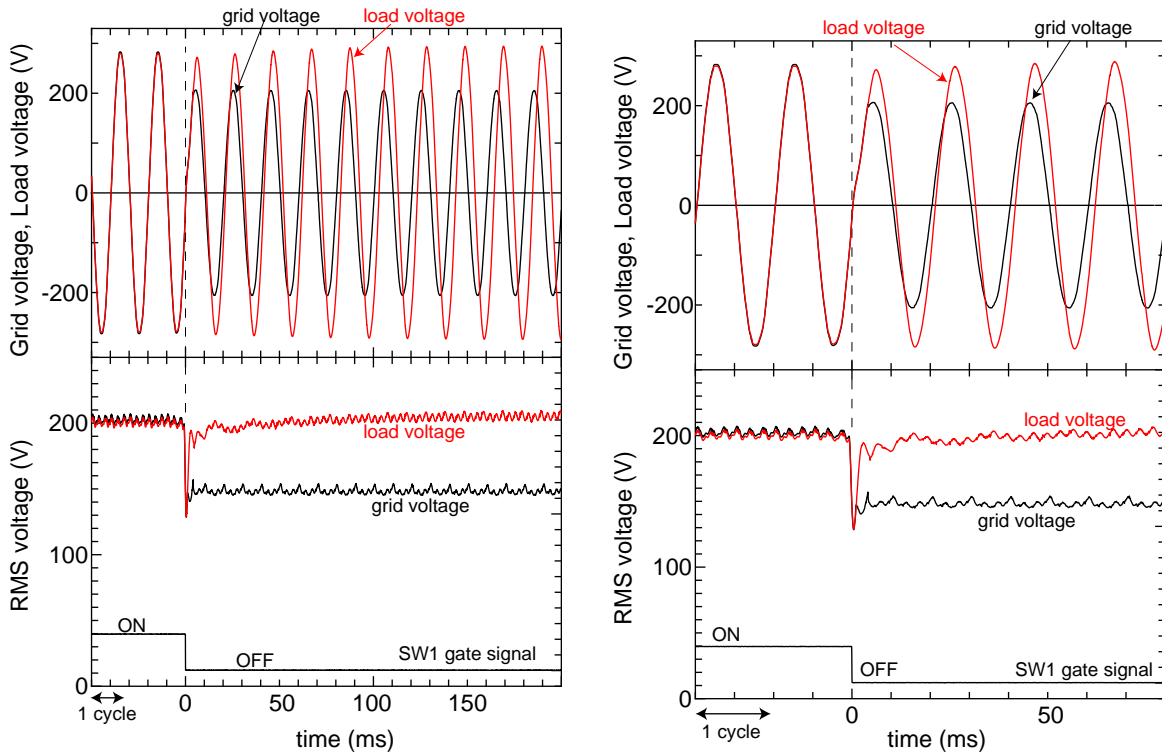 grid voltage
load voltage
Grid voltage, Load voltage (V)
200
0
-200
RMS voltage (V)
200
100
0
load voltage
grid voltage
ON
OFF
SW1 gate signal
1 cycle
0
50
100
150
time (ms)
load voltage
grid voltage
Grid voltage, Load voltage (V)
200
0
-200
RMS voltage (V)
200
100
0
load voltage
grid voltage
ON
OFF
SW1 gate signal
1 cycle
0
50
time (ms)